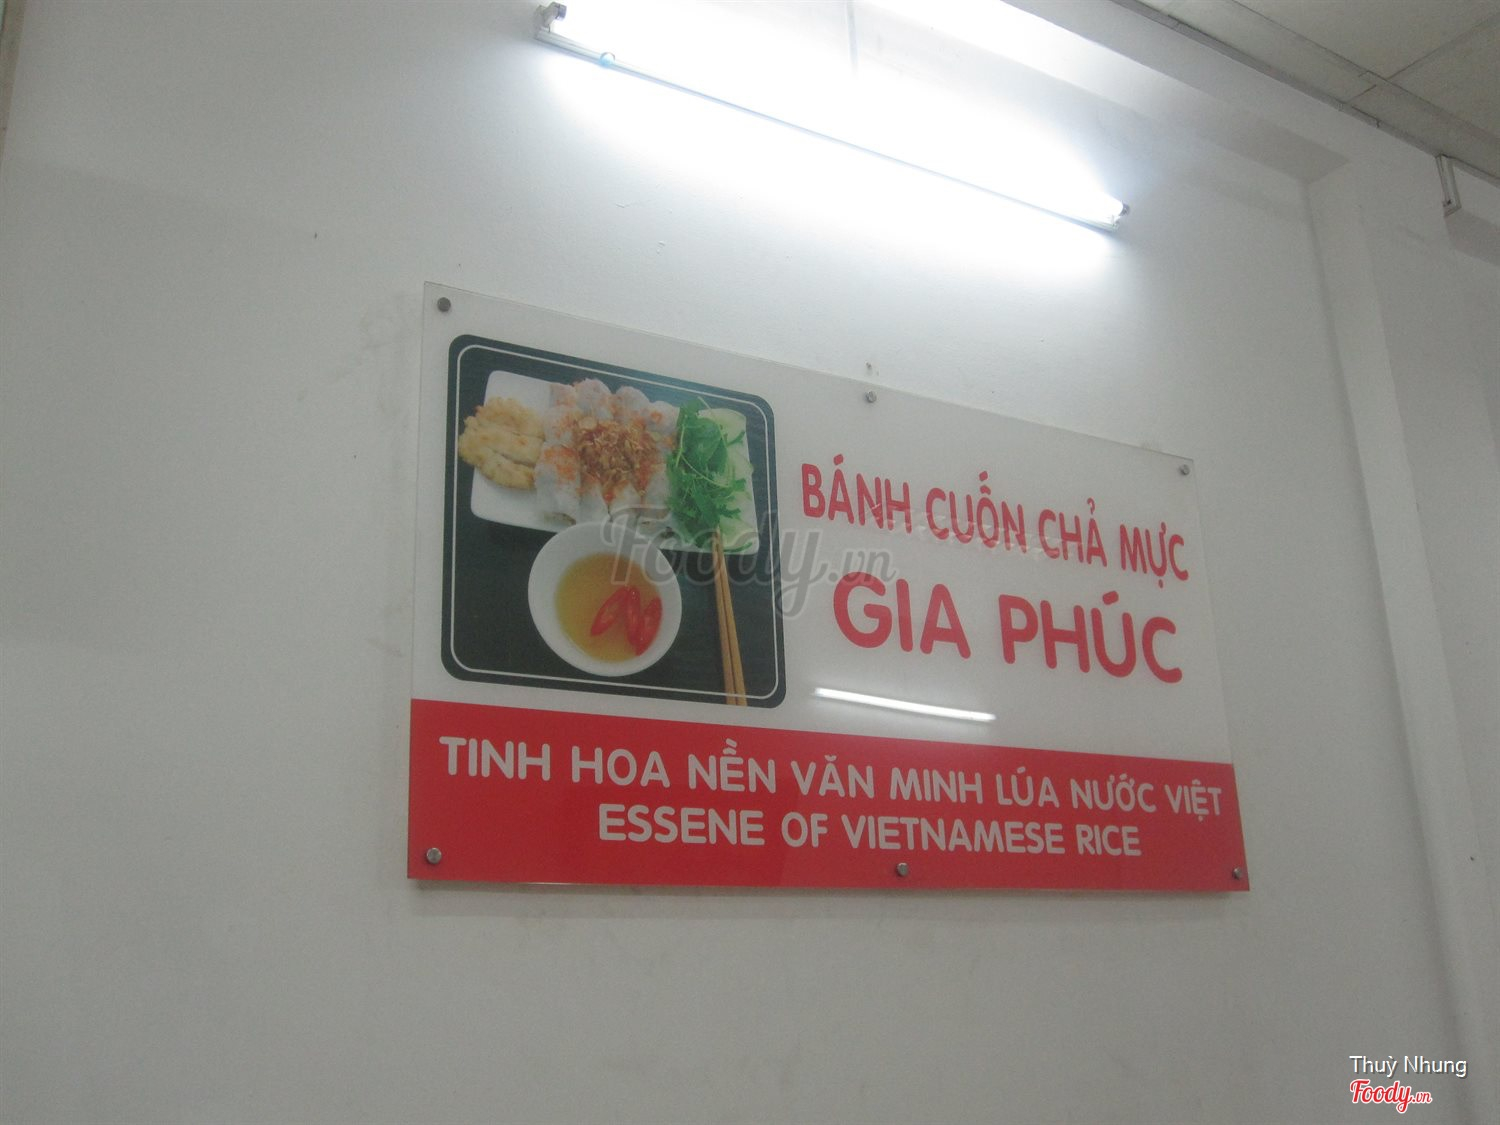 BÁNH CUỐN CHẢ MỰC
GIA PHÚC
TINH HOA NỀN VĂN MINH LÚA NƯỚC VIỆT
ESSENE OF VIETNAMESE RICE
Foody.vn
Thuỳ Nhung
Foody.vn